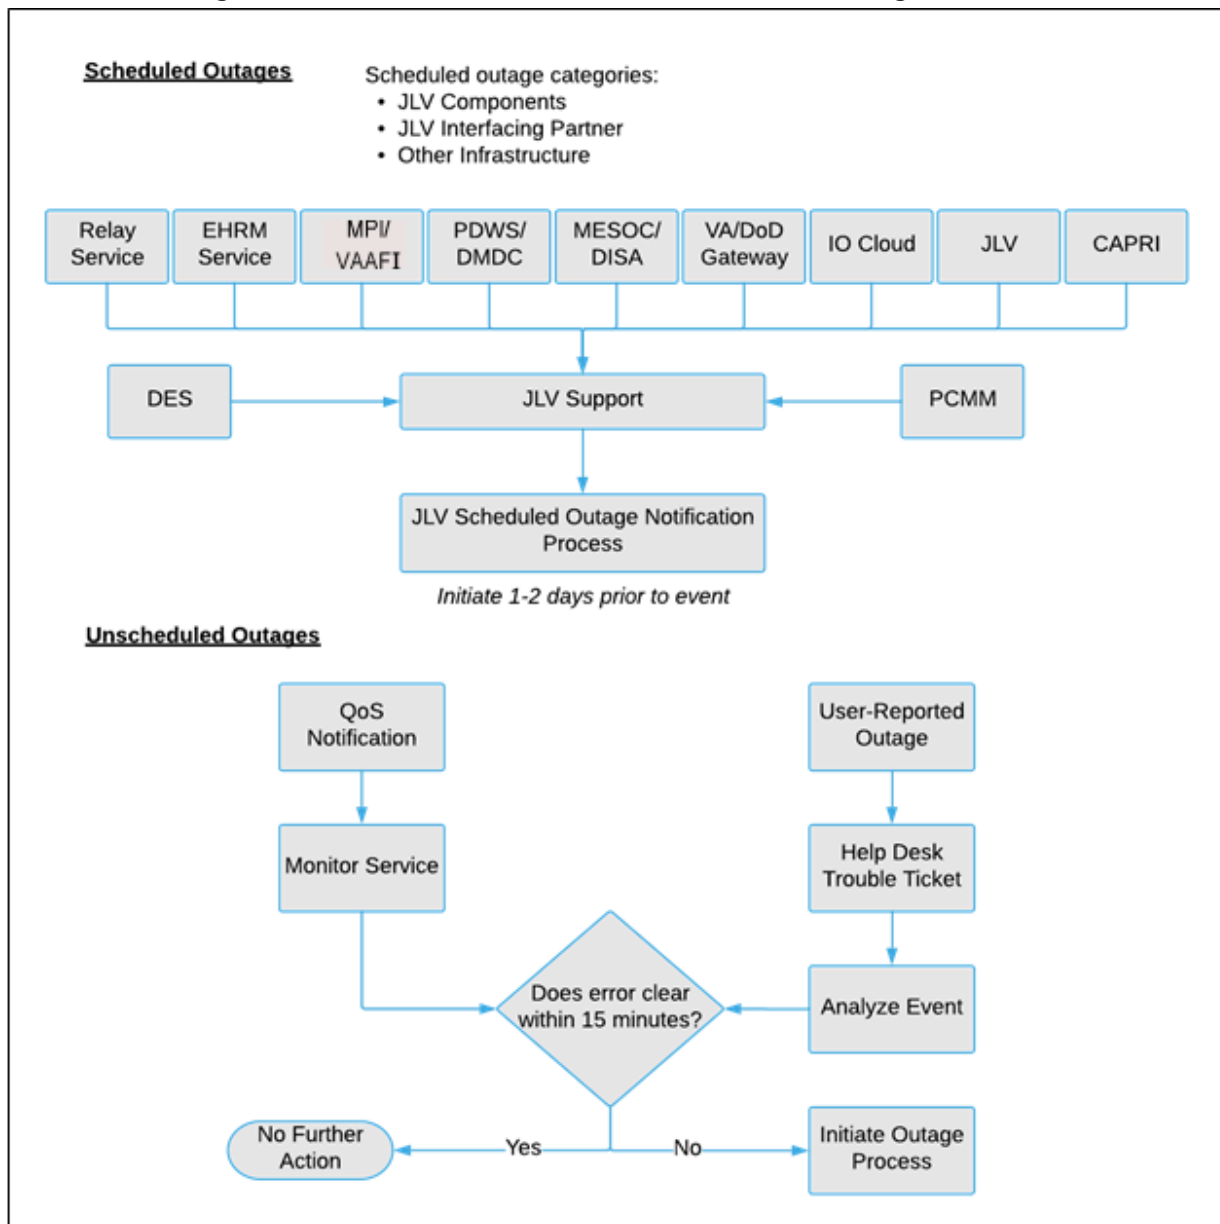 Scheduled Outages
Scheduled outage categories:
• JLV Components
• JLV Interfacing Partner
• Other Infrastructure
Relay
Service
EHRM
Service
MPI/
VAAFI
PDWS/
DMDC
MESOC/
DISA
VA/DoD
Gateway
IO Cloud
JLV
CAPRI
DES
JLV Support
PCMM
JLV Scheduled Outage Notification
Process
Initiate 1-2 days prior to event
Unscheduled Outages
QoS
Notification
User-Reported
Outage
Monitor Service
Help Desk
Trouble Ticket
Does error clear
within 15 minutes?
Analyze Event
No Further
Action
Yes
No
Initiate Outage
Process